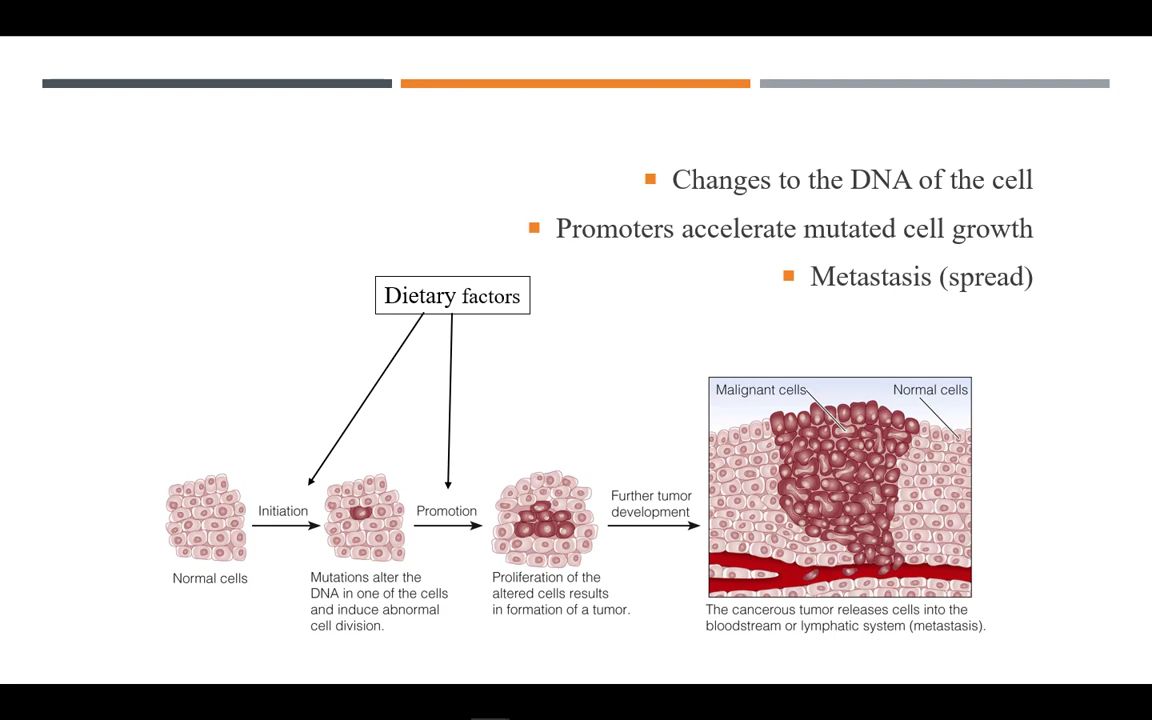 Changes to the DNA of the cell
Promoters accelerate mutated cell growth
Metastasis (spread)
Dietary factors
Malignant cells
Normal cells
Initiation
Promotion
Further tumor
development
Normal cells
Mutations alter the
DNA in one of the cells
and induce abnormal
cell division.
Proliferation of the
altered cells results
in formation of a tumor.
The cancerous tumor releases cells into the
bloodstream or lymphatic system (metastasis).